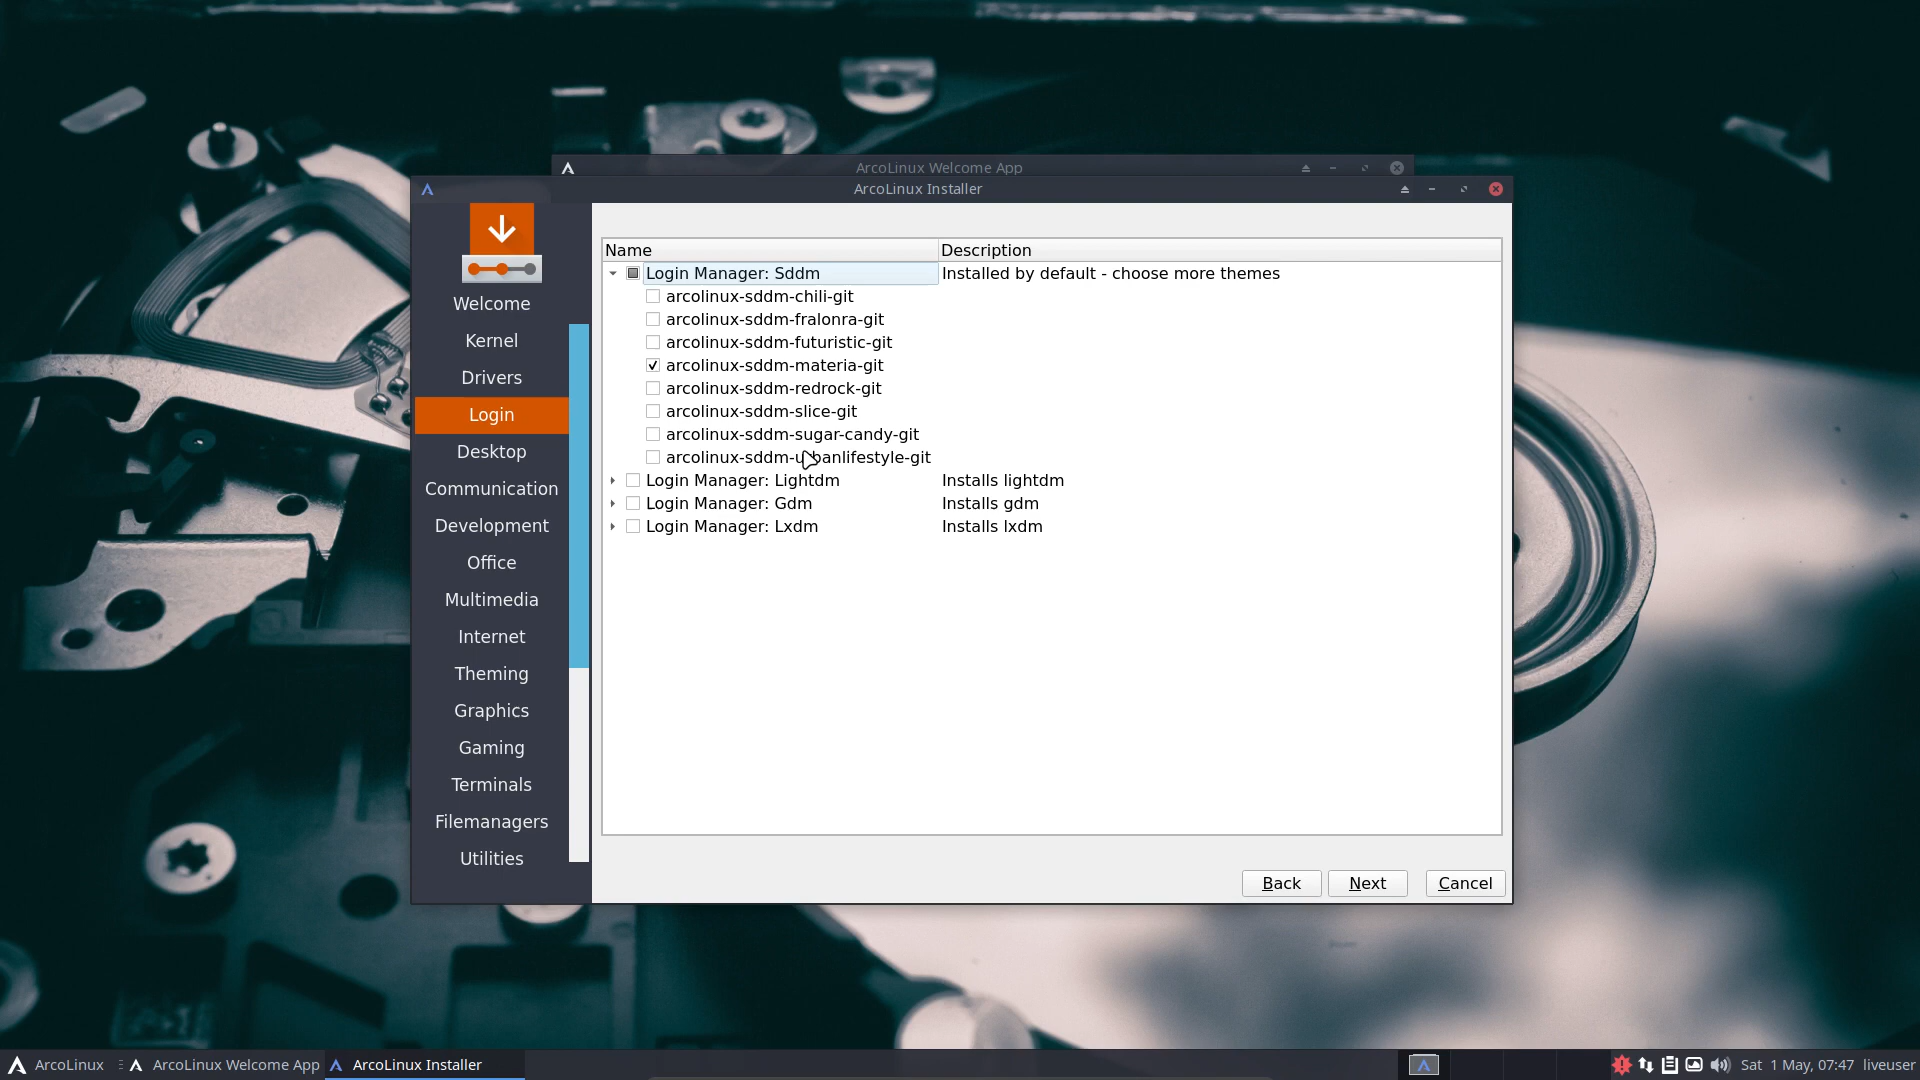 ArcoLinux Welcome App
ArcoLinux Installer
Welcome
Kernel
Drivers
Login
Desktop
Communication
Development
Office
Multimedia
Internet
Theming
Graphics
Gaming
Terminals
Filemanagers
Utilities
Name Description
Login Manager: Sddm Installed by default - choose more themes
arcolinux-sddm-chili-git
arcolinux-sddm-fralonra-git
arcolinux-sddm-futuristic-git
arcolinux-sddm-materia-git
arcolinux-sddm-redrock-git
arcolinux-sddm-slice-git
arcolinux-sddm-sugar-candy-git
arcolinux-sddm-urbanlifestyle-git
Login Manager: Lightdm Installs lightdm
Login Manager: Gdm Installs gdm
Login Manager: Lxdm Installs lxdm
Back Next Cancel
ArcoLinux ArcoLinux Welcome App ArcoLinux Installer Sat 1 May, 07:47 liveuser